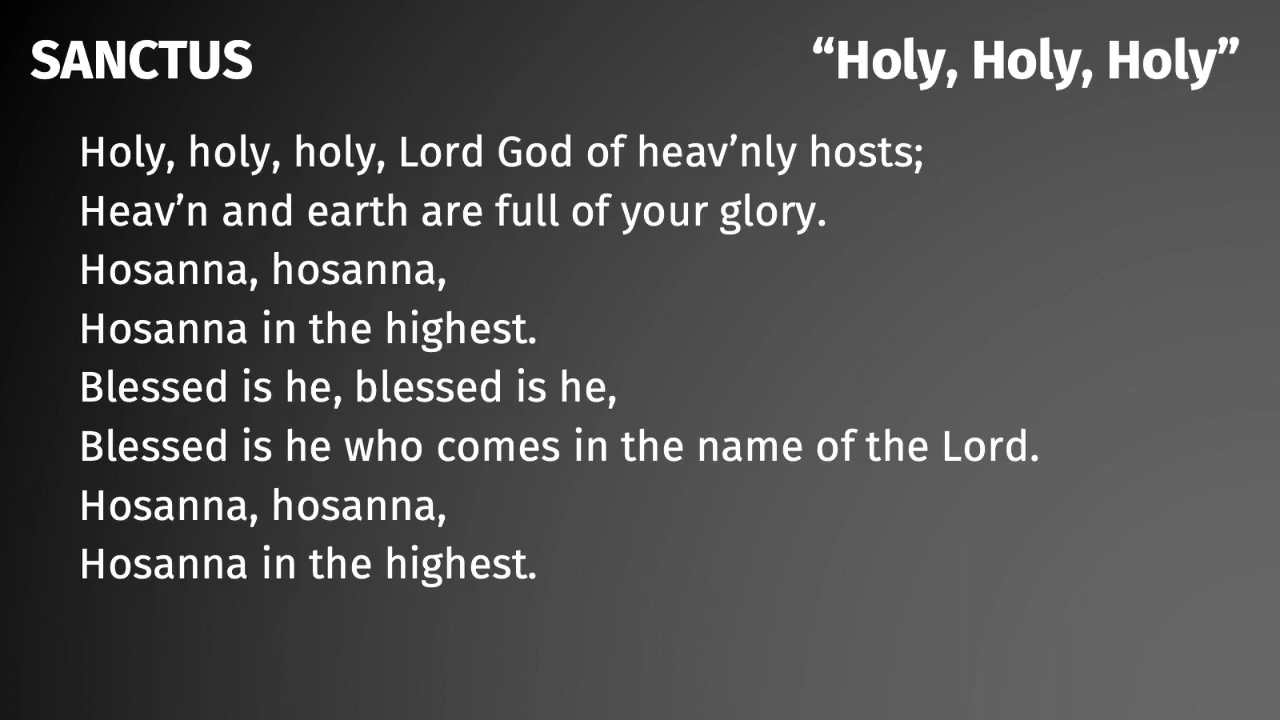 SANCTUS “Holy, Holy, Holy”
Holy, holy, holy, Lord God of heav’nly hosts;
Heav’n and earth are full of your glory.
Hosanna, hosanna,
Hosanna in the highest.
Blessed is he, blessed is he,
Blessed is he who comes in the name of the Lord.
Hosanna, hosanna,
Hosanna in the highest.